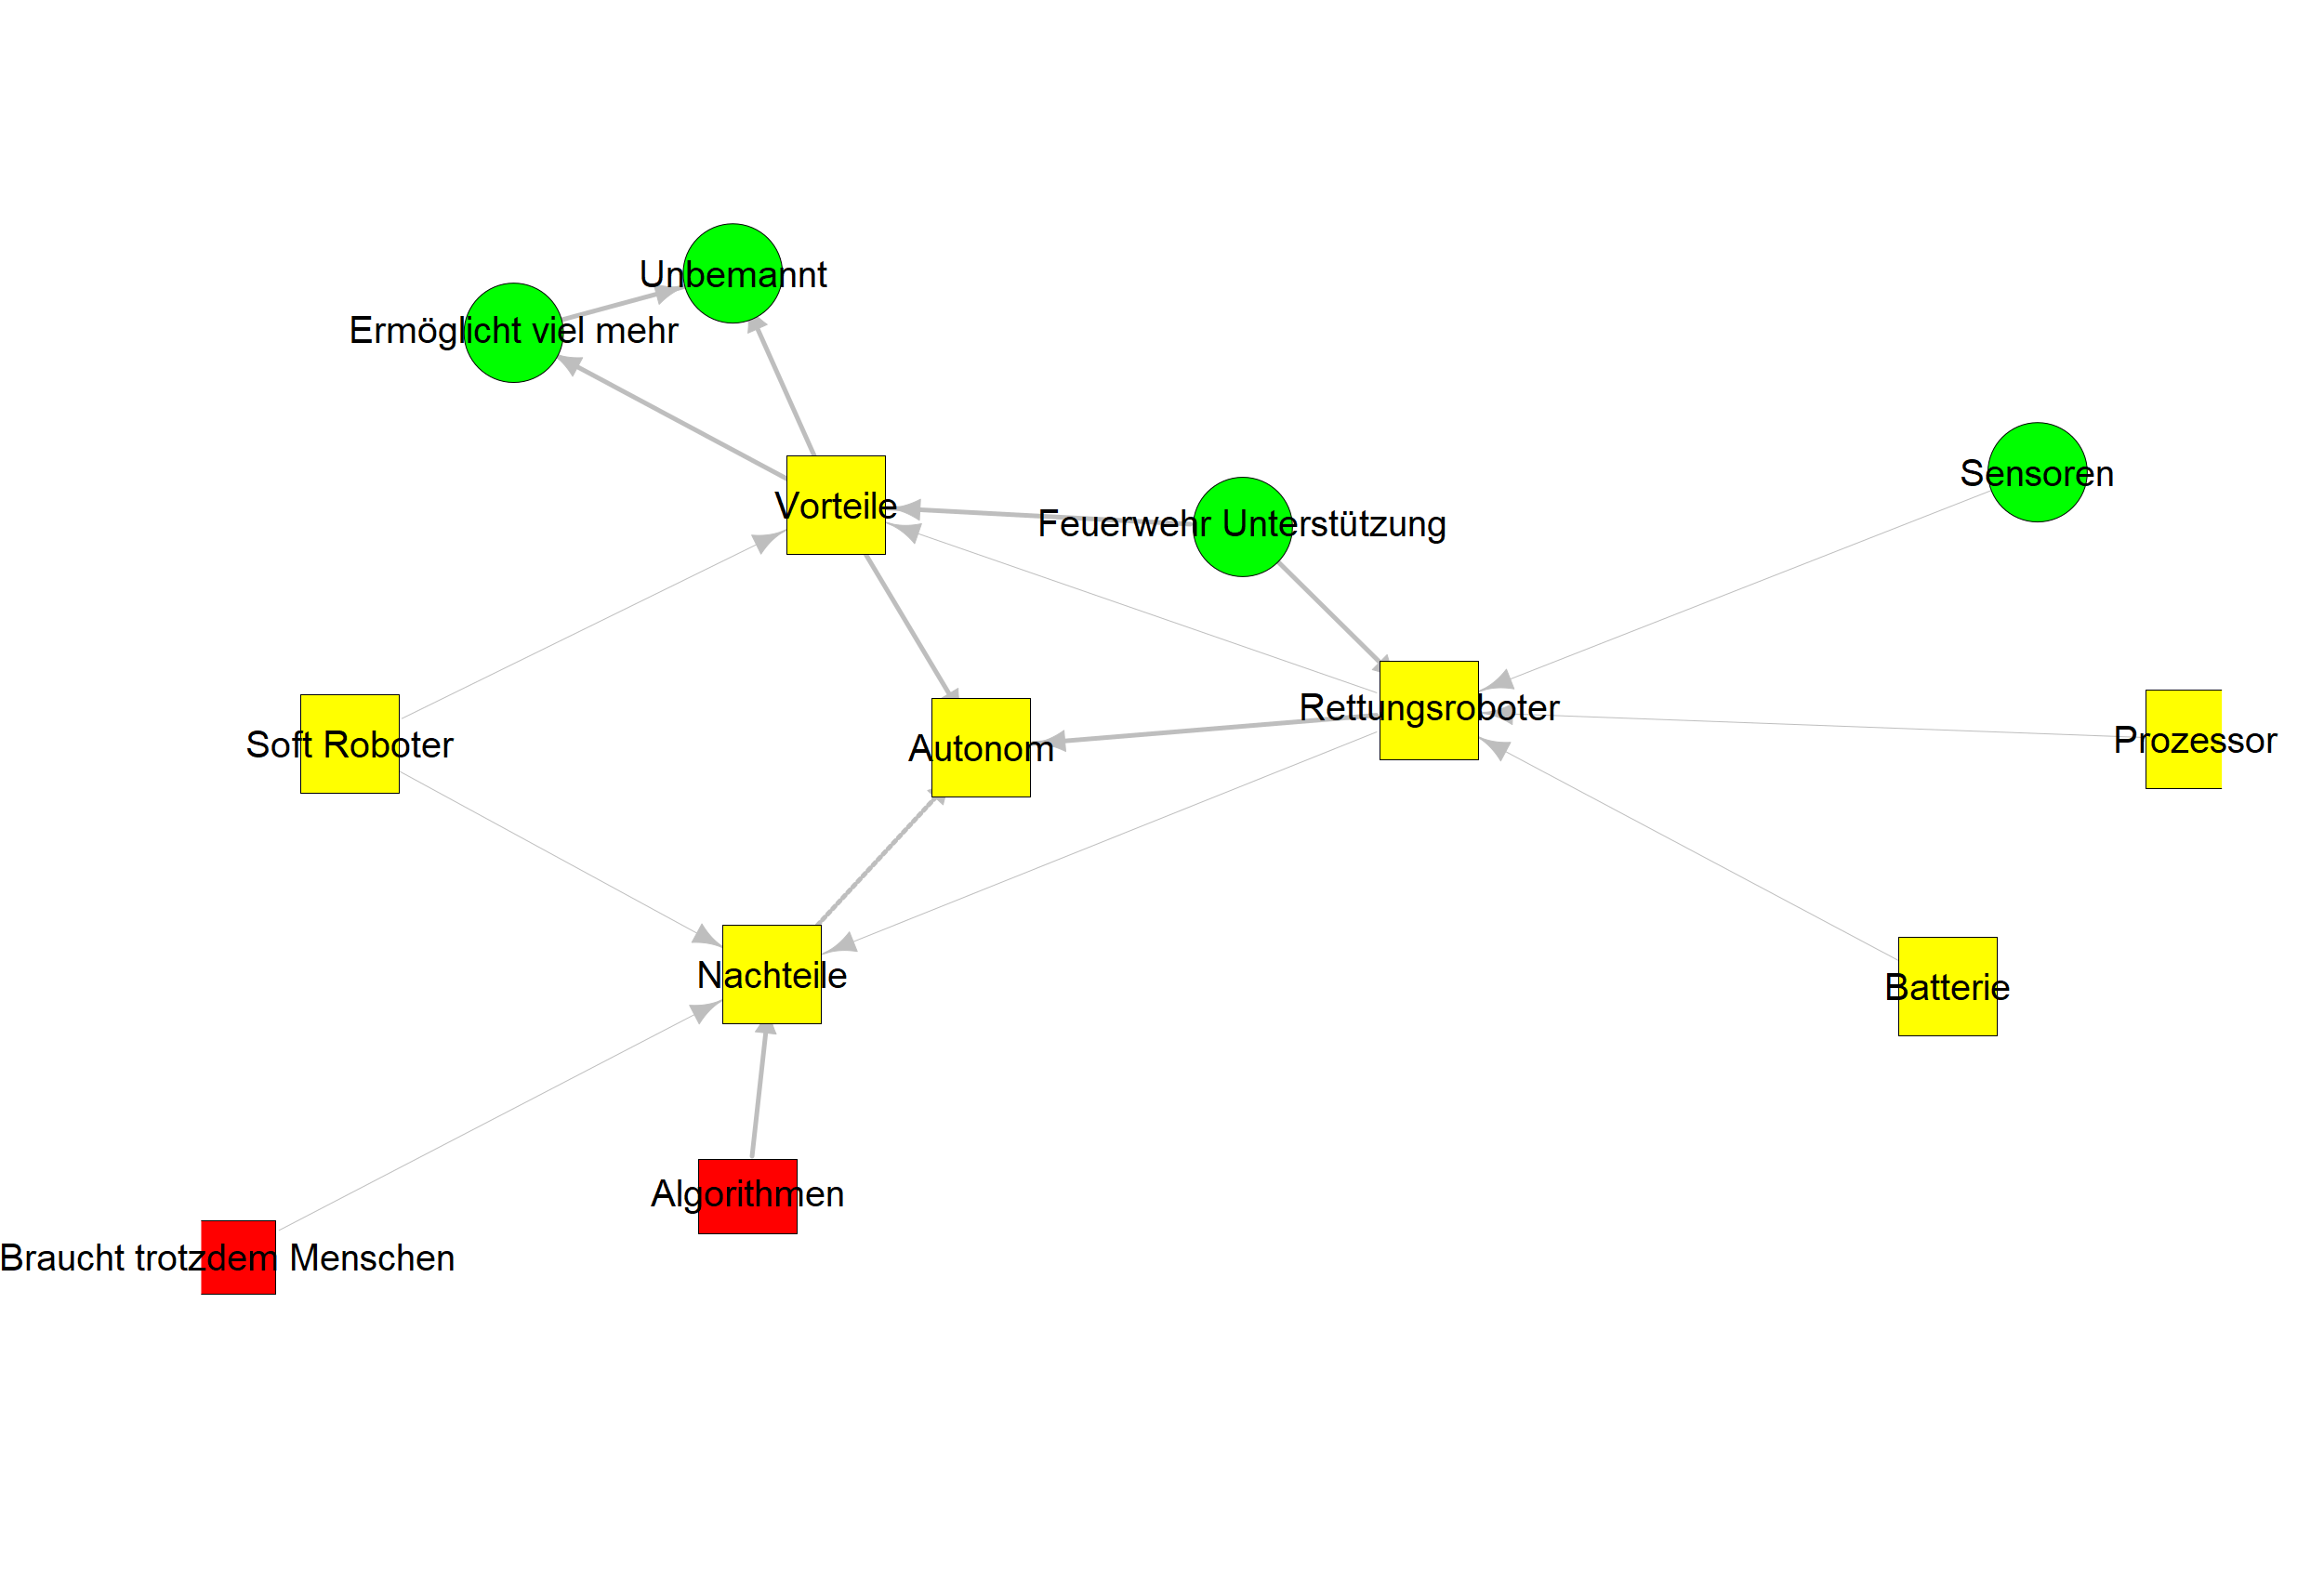 Unbemannt
Ermöglicht viel mehr
Sensoren
Vorteile
Feuerwehr Unterstützung
Rettungsroboter
Prozessor
Soft Roboter
Autonom
Nachteile
Batterie
Algorithmen
Braucht trotzdem Menschen